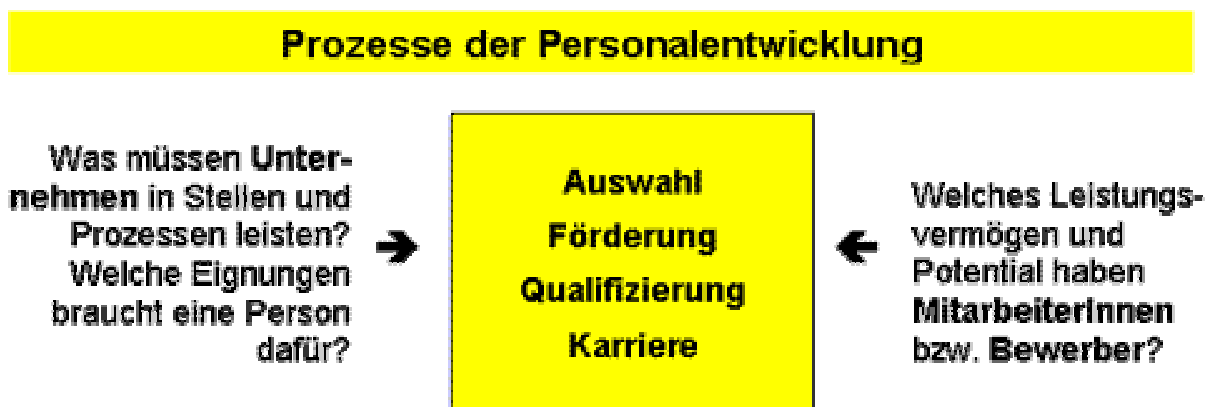 Prozesse der Personalentwicklung
Was müssen Unter-
nehmen in Stellen und
Prozessen leisten?
Welche Eignungen
braucht eine Person
dafür?
Auswahl
Förderung
Qualifizierung
Karriere
Welches Leistungs-
vermögen und
Potential haben
MitarbeiterInnen
bzw. Bewerber?